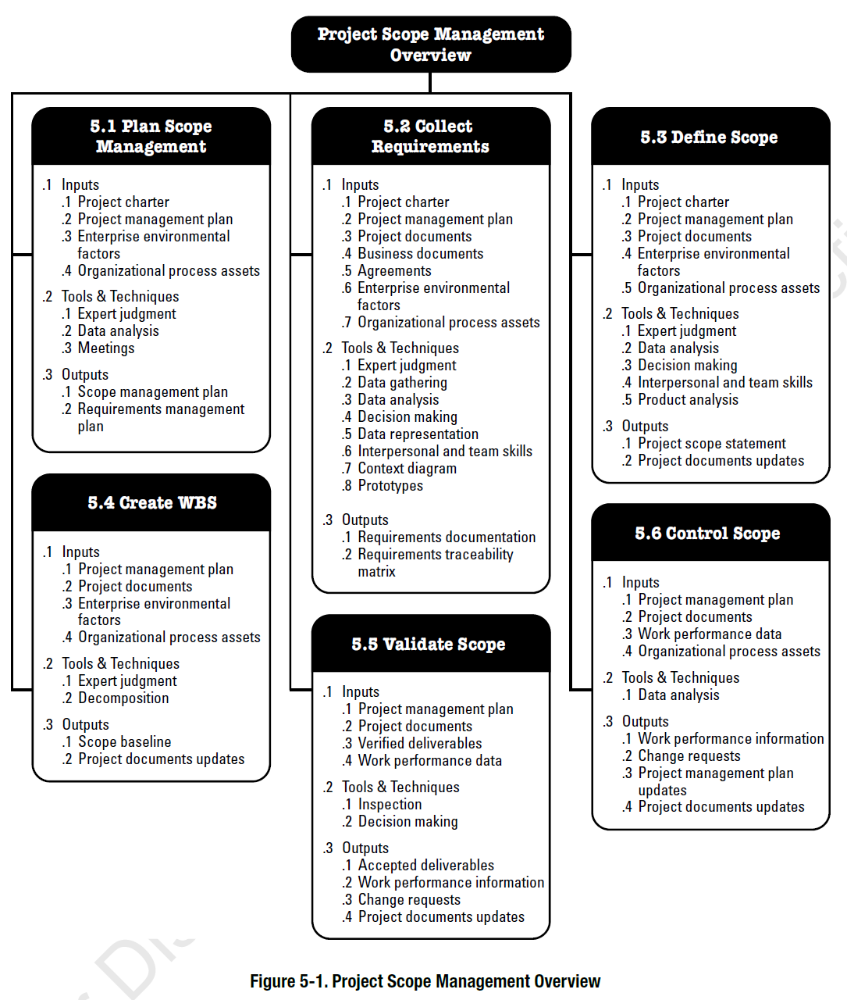 Project Scope Management
Overview
5.1 Plan Scope
Management
.1 Inputs
.1 Project charter
.2 Project management plan
.3 Enterprise environmental
factors
.4 Organizational process assets
.2 Tools & Techniques
.1 Expert judgment
.2 Data analysis
.3 Meetings
.3 Outputs
.1 Scope management plan
.2 Requirements management
plan
5.2 Collect
Requirements
.1 Inputs
.1 Project charter
.2 Project management plan
.3 Project documents
.4 Business documents
.5 Agreements
.6 Enterprise environmental
factors
.7 Organizational process assets
.2 Tools & Techniques
.1 Expert judgment
.2 Data gathering
.3 Data analysis
.4 Decision making
.5 Data representation
.6 Interpersonal and team skills
.7 Context diagram
.8 Prototypes
.3 Outputs
.1 Requirements documentation
.2 Requirements traceability
matrix
5.3 Define Scope
.1 Inputs
.1 Project charter
.2 Project management plan
.3 Project documents
.4 Enterprise environmental
factors
.5 Organizational process assets
.2 Tools & Techniques
.1 Expert judgment
.2 Data analysis
.3 Decision making
.4 Interpersonal and team skills
.5 Product analysis
.3 Outputs
.1 Project scope statement
.2 Project documents updates
5.4 Create WBS
.1 Inputs
.1 Project management plan
.2 Project documents
.3 Enterprise environmental
factors
.4 Organizational process assets
.2 Tools & Techniques
.1 Expert judgment
.2 Decomposition
.3 Outputs
.1 Scope baseline
.2 Project documents updates
5.5 Validate Scope
.1 Inputs
.1 Project management plan
.2 Project documents
.3 Verified deliverables
.4 Work performance data
.2 Tools & Techniques
.1 Inspection
.2 Decision making
.3 Outputs
.1 Accepted deliverables
.2 Work performance information
.3 Change requests
.4 Project documents updates
5.6 Control Scope
.1 Inputs
.1 Project management plan
.2 Project documents
.3 Work performance data
.4 Organizational process assets
.2 Tools & Techniques
.1 Data analysis
.3 Outputs
.1 Work performance information
.2 Change requests
.3 Project management plan
updates
.4 Project documents updates
Figure 5-1. Project Scope Management Overview